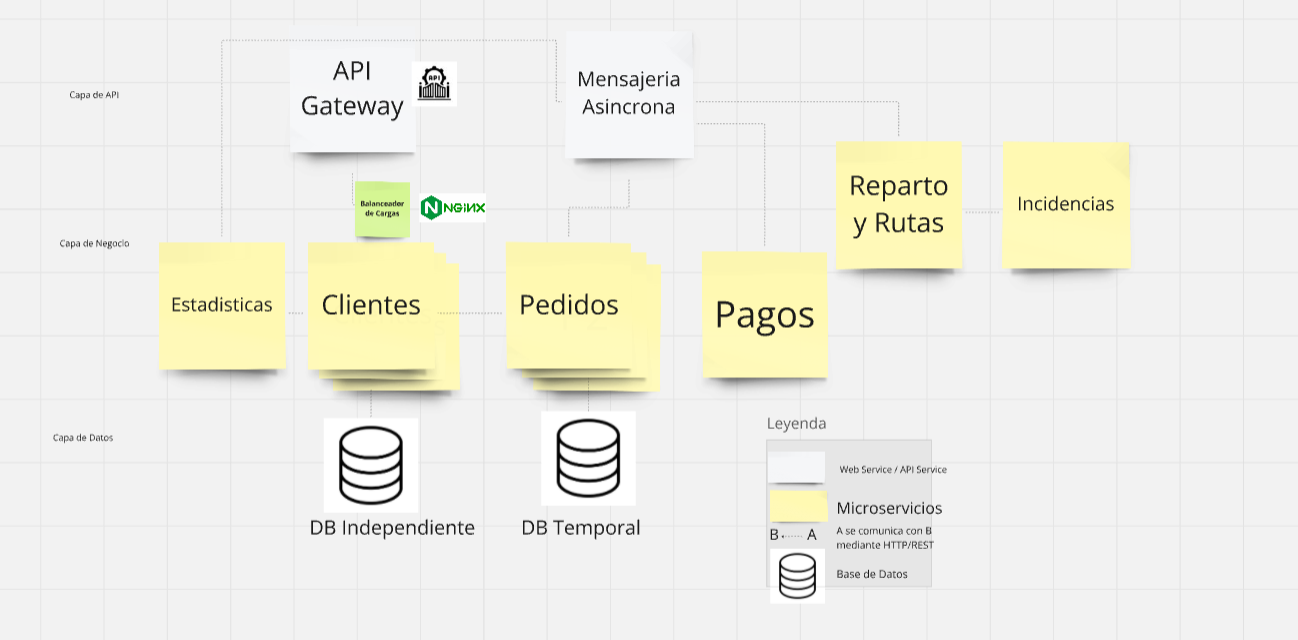 API
Gateway
API
Mensajeria
Asincrona
Capa de API
Reparto
y Rutas
Incidencias
Balanceador
de Cargas
NGINX
Capa de Negocio
Estadisticas
Clientes
Pedidos
Pagos
Capa de Datos
DB Independiente
DB Temporal
Leyenda
Web Service / API Service
Microservicios
B A
A se comunica con B
mediante HTTP/REST
Base de Datos